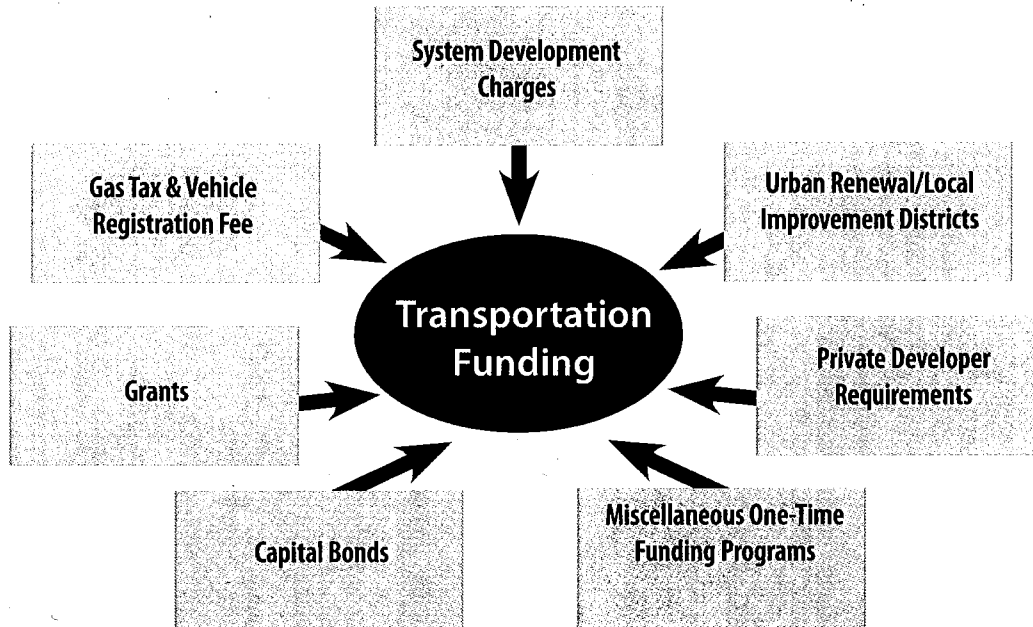 System Development
Charges
Gas Tax & Vehicle
Registration Fee
Urban Renewal/Local
Improvement Districts
Transportation
Funding
Grants
Private Developer
Requirements
Capital Bonds
Miscellaneous One-Time
Funding Programs